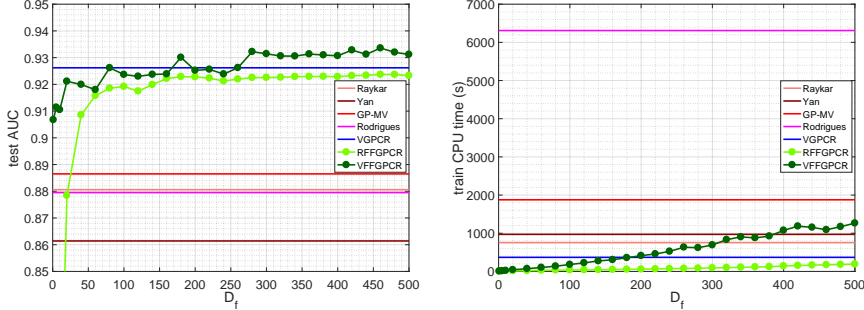 0.95
0.94
0.93
0.92
0.91
0.9
0.89
0.88
0.87
0.86
0.85
test AUC
0 50 100 150 200 250 300 350 400 450 500
D_f
Raykar
Yan
GP-MV
Rodrigues
VGPCR
RFFGPCR
VFFGPCR
7000
6000
5000
4000
3000
2000
1000
0
train CPU time (s)
0 100 200 300 400 500
D_f
Raykar
Yan
GP-MV
Rodrigues
VGPCR
RFFGPCR
VFFGPCR